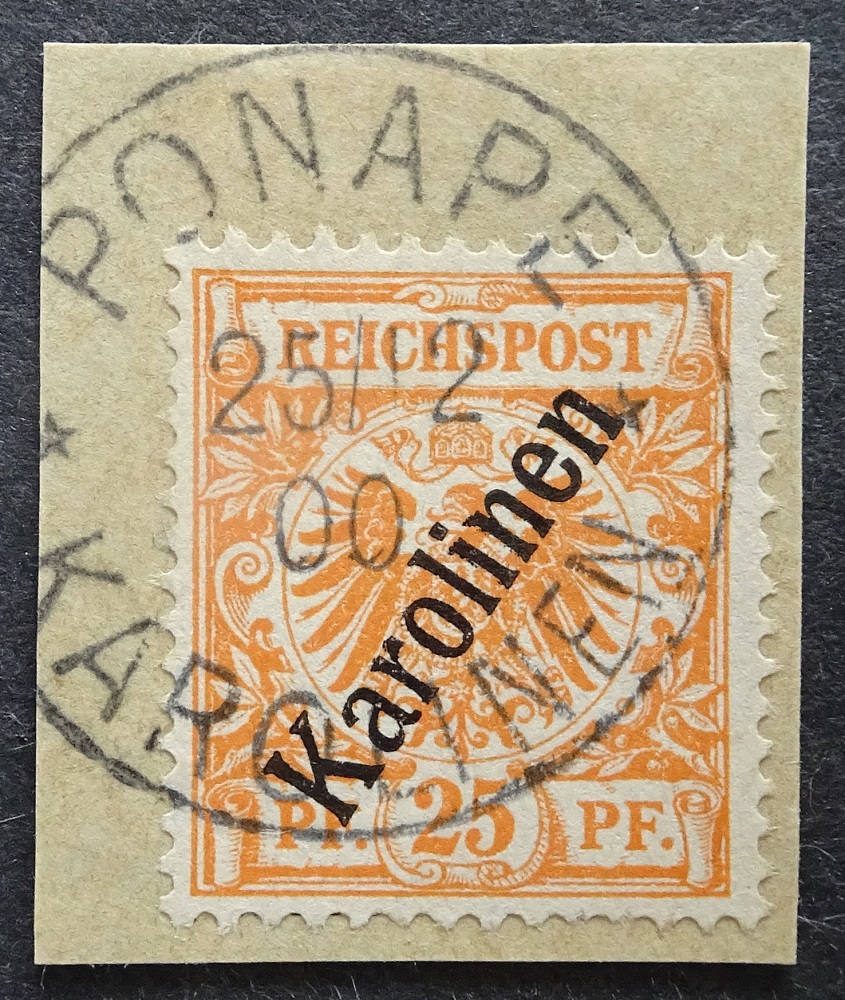 PONAPE
REICHSPOST
25/12
00
Karolinen
KAROLINEN
PF. 25 PF.